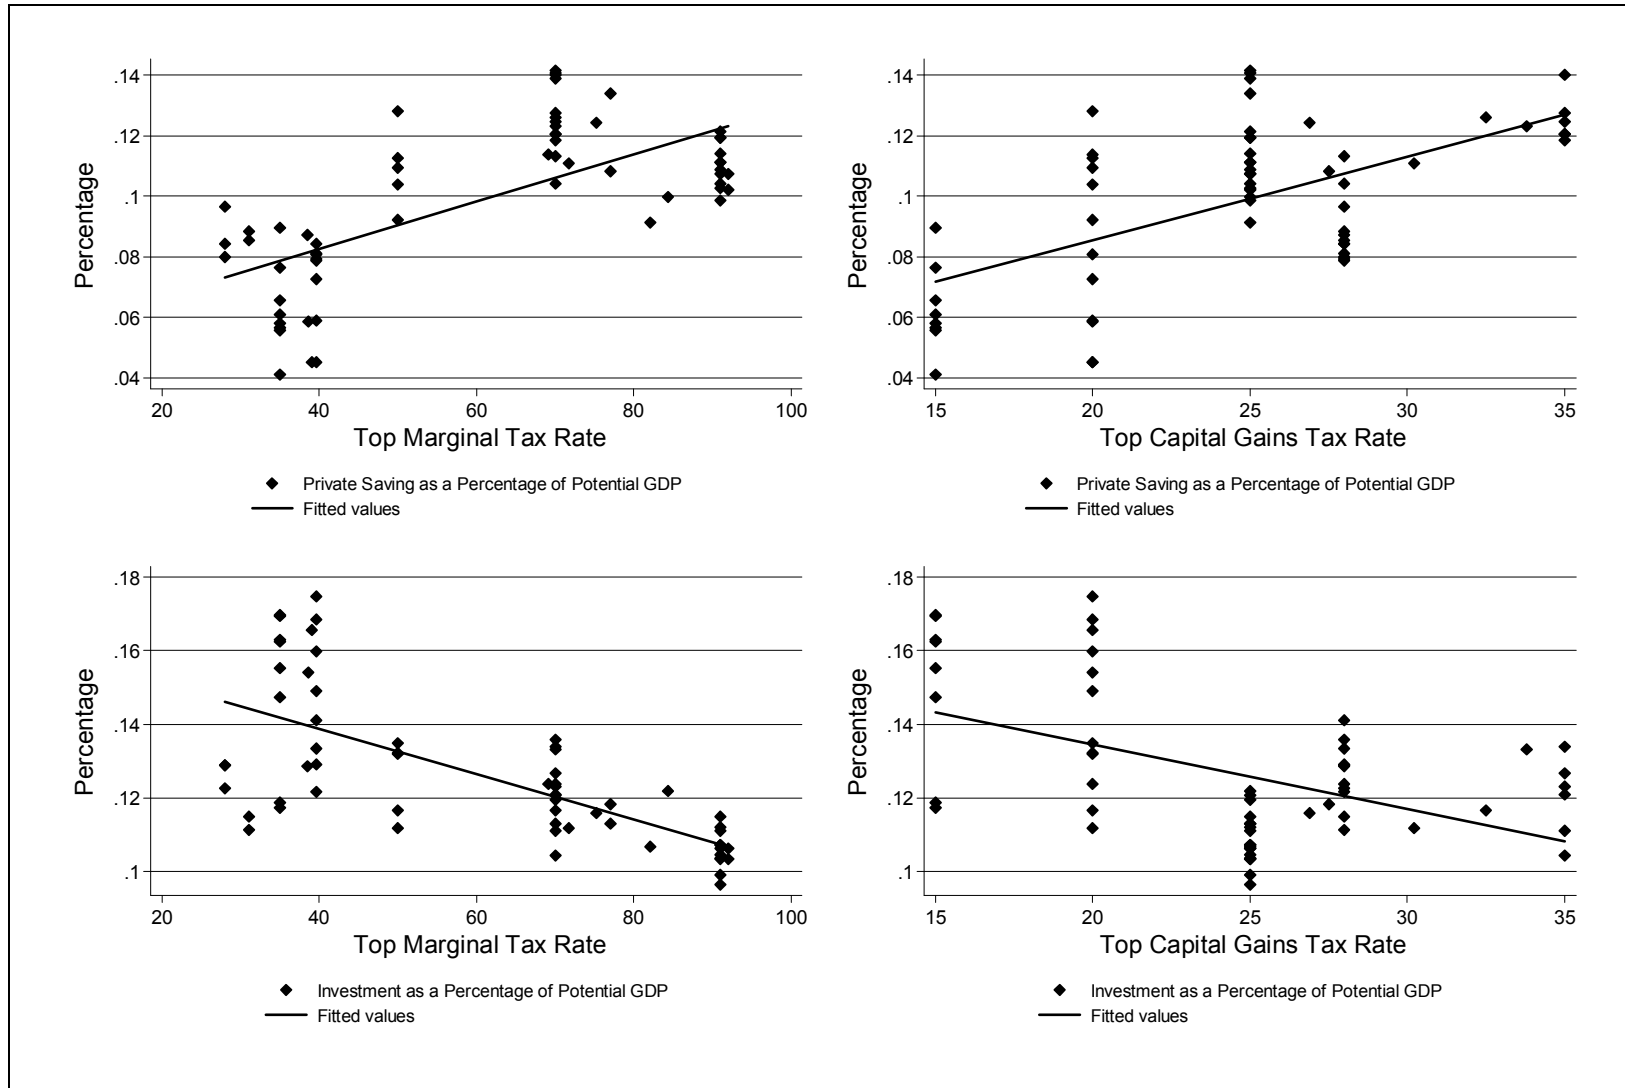 .14
.12
.1
.08
.06
.04
Percentage
20 40 60 80 100
Top Marginal Tax Rate
Private Saving as a Percentage of Potential GDP
Fitted values
.14
.12
.1
.08
.06
.04
Percentage
15 20 25 30 35
Top Capital Gains Tax Rate
Private Saving as a Percentage of Potential GDP
Fitted values
.18
.16
.14
.12
.1
Percentage
20 40 60 80 100
Top Marginal Tax Rate
Investment as a Percentage of Potential GDP
Fitted values
.18
.16
.14
.12
.1
Percentage
15 20 25 30 35
Top Capital Gains Tax Rate
Investment as a Percentage of Potential GDP
Fitted values